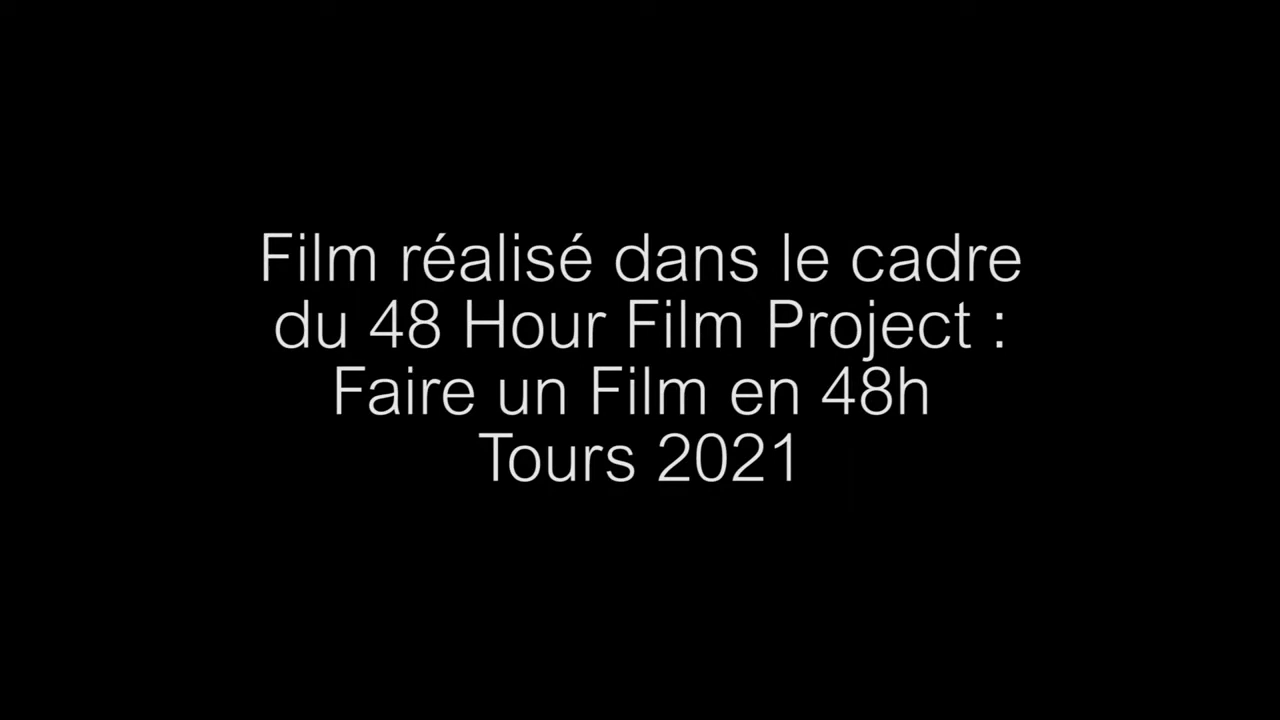 Film réalisé dans le cadre
du 48 Hour Film Project :
Faire un Film en 48h
Tours 2021